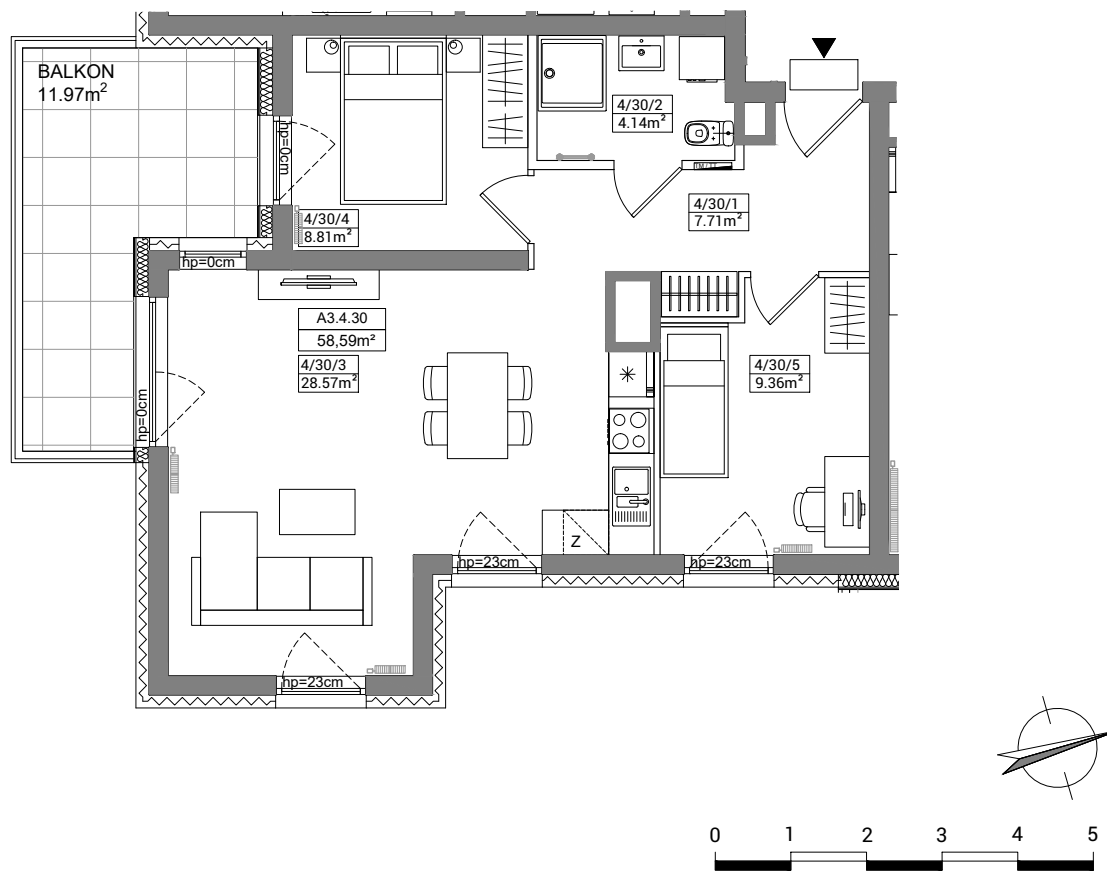 BALKON
11.97m²
hp=0cm
4/30/2
4.14m²
TM / TT
4/30/1
7.71m²
4/30/4
8.81m²
hp=0cm
A3.4.30
58,59m²
4/30/3
28.57m²
4/30/5
9.36m²
hp=0cm
Z
hp=23cm
hp=23cm
hp=23cm
0 1 2 3 4 5